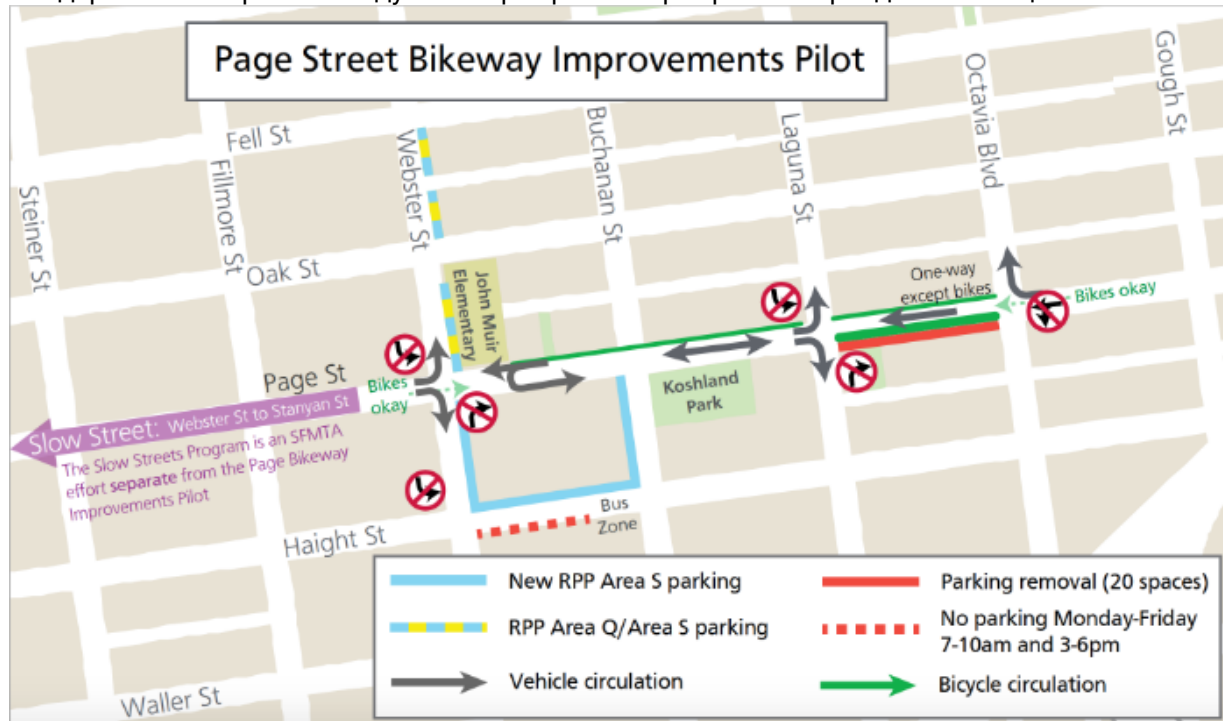 Page Street Bikeway Improvements Pilot
Fell St
Steiner St
Fillmore St
Webster St
Buchanan St
Laguna St
Octavia Blvd
Gough St
Oak St
John Muir
Elementary
One-way
except bikes
Bikes okay
Page St
Bikes
okay
Koshland
Park
Slow Street: Webster St to Stanyan St
The Slow Streets Program is an SFMTA
effort separate from the Page Bikeway
Improvements Pilot
Haight St
Bus
Zone
Waller St
New RPP Area S parking
RPP Area Q/Area S parking
Vehicle circulation
Parking removal (20 spaces)
No parking Monday-Friday
7-10am and 3-6pm
Bicycle circulation